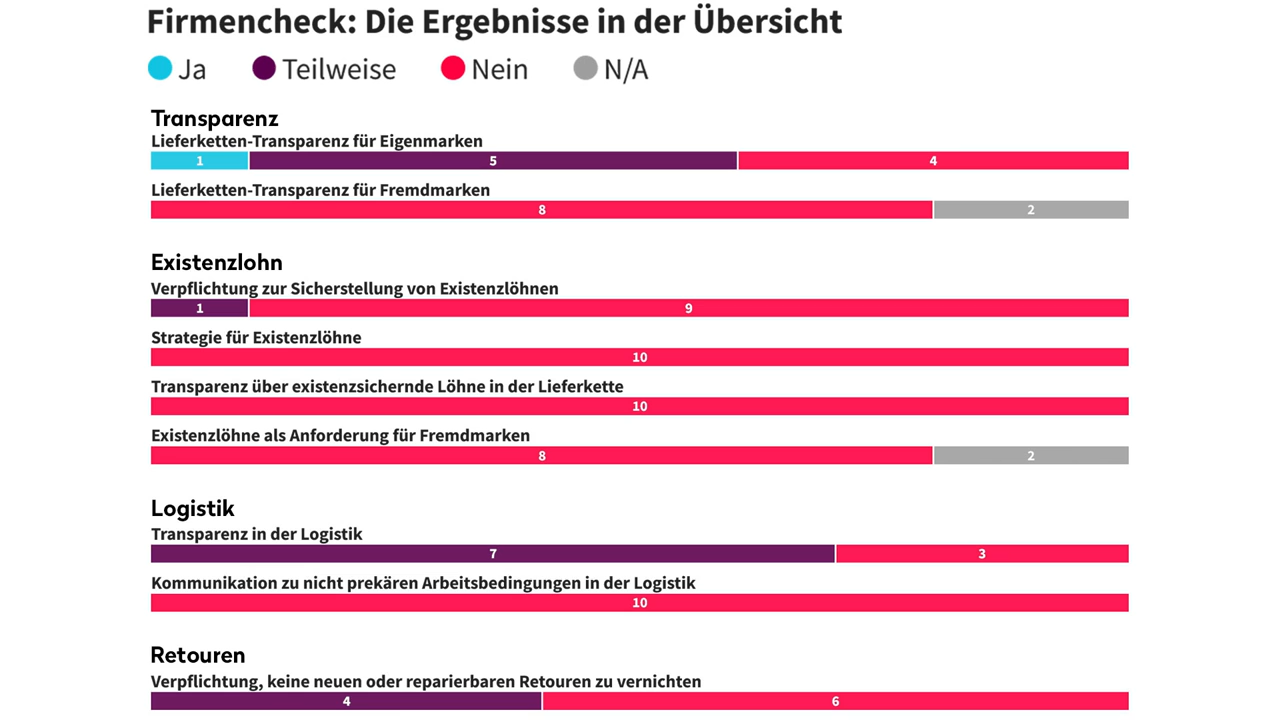 Firmencheck: Die Ergebnisse in der Übersicht
Ja Teilweise Nein N/A
Transparenz
Lieferketten-Transparenz für Eigenmarken
1 5 4
Lieferketten-Transparenz für Fremdmarken
8 2
Existenzlohn
Verpflichtung zur Sicherstellung von Existenzlöhnen
1 9
Strategie für Existenzlöhne
10
Transparenz über existenzsichernde Löhne in der Lieferkette
10
Existenzlöhne als Anforderung für Fremdmarken
8 2
Logistik
Transparenz in der Logistik
7 3
Kommunikation zu nicht prekären Arbeitsbedingungen in der Logistik
10
Retouren
Verpflichtung, keine neuen oder reparierbaren Retouren zu vernichten
4 6